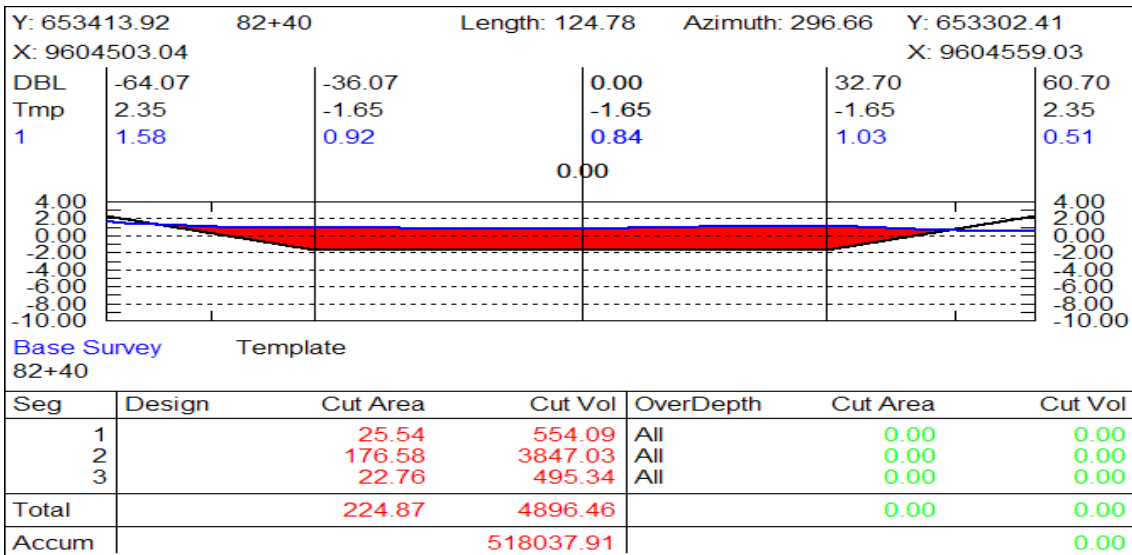 Y: 653413.92 82+40 Length: 124.78 Azimuth: 296.66 Y: 653302.41
X: 9604503.04 X: 9604559.03
DBL -64.07 -36.07 0.00 32.70 60.70
Tmp 2.35 -1.65 -1.65 -1.65 2.35
1 1.58 0.92 0.84 1.03 0.51
0.00
4.00 4.00
2.00 2.00
0.00 0.00
-2.00 -2.00
-4.00 -4.00
-6.00 -6.00
-8.00 -8.00
-10.00 -10.00
Base Survey Template
82+40
Seg Design Cut Area Cut Vol OverDepth Cut Area Cut Vol
1 25.54 554.09 All 0.00 0.00
2 176.58 3847.03 All 0.00 0.00
3 22.76 495.34 All 0.00 0.00
Total 224.87 4896.46 0.00 0.00
Accum 518037.91 0.00